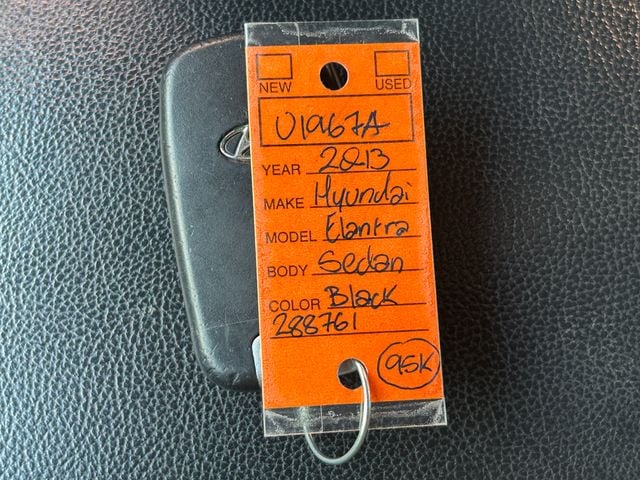 NEW USED
U1967A
YEAR 2013
MAKE Hyundai
MODEL Elantra
BODY Sedan
COLOR Black
288761
95K